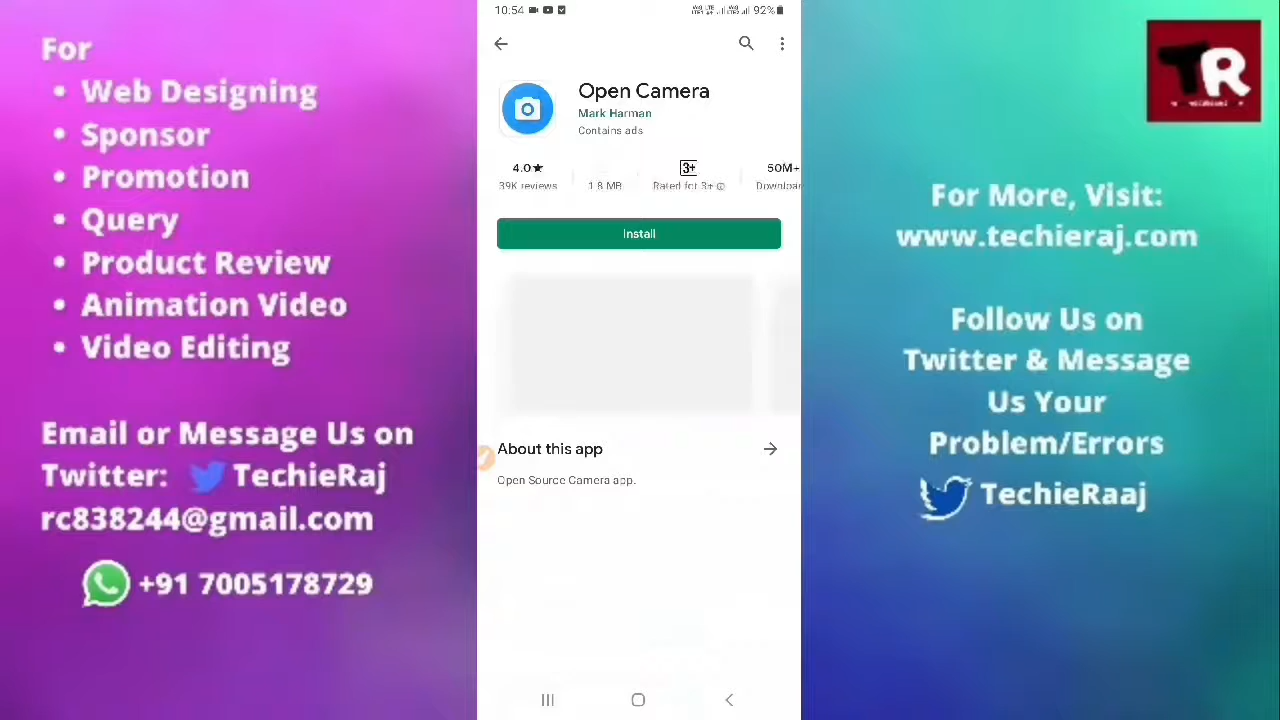 For
• Web Designing
• Sponsor
• Promotion
• Query
• Product Review
• Animation Video
• Video Editing
Email or Message Us on
Twitter: TechieRaj
rc838244@gmail.com
+91 7005178729
10:54
92%
Open Camera
Mark Harman
Contains ads
4.0★
39K reviews
1.8 MB
3+
Rated for 3+
50M+
Install
About this app
Open Source Camera app.
TR
For More, Visit:
www.techieraj.com
Follow Us on
Twitter & Message
Us Your
Problem/Errors
TechieRaaj